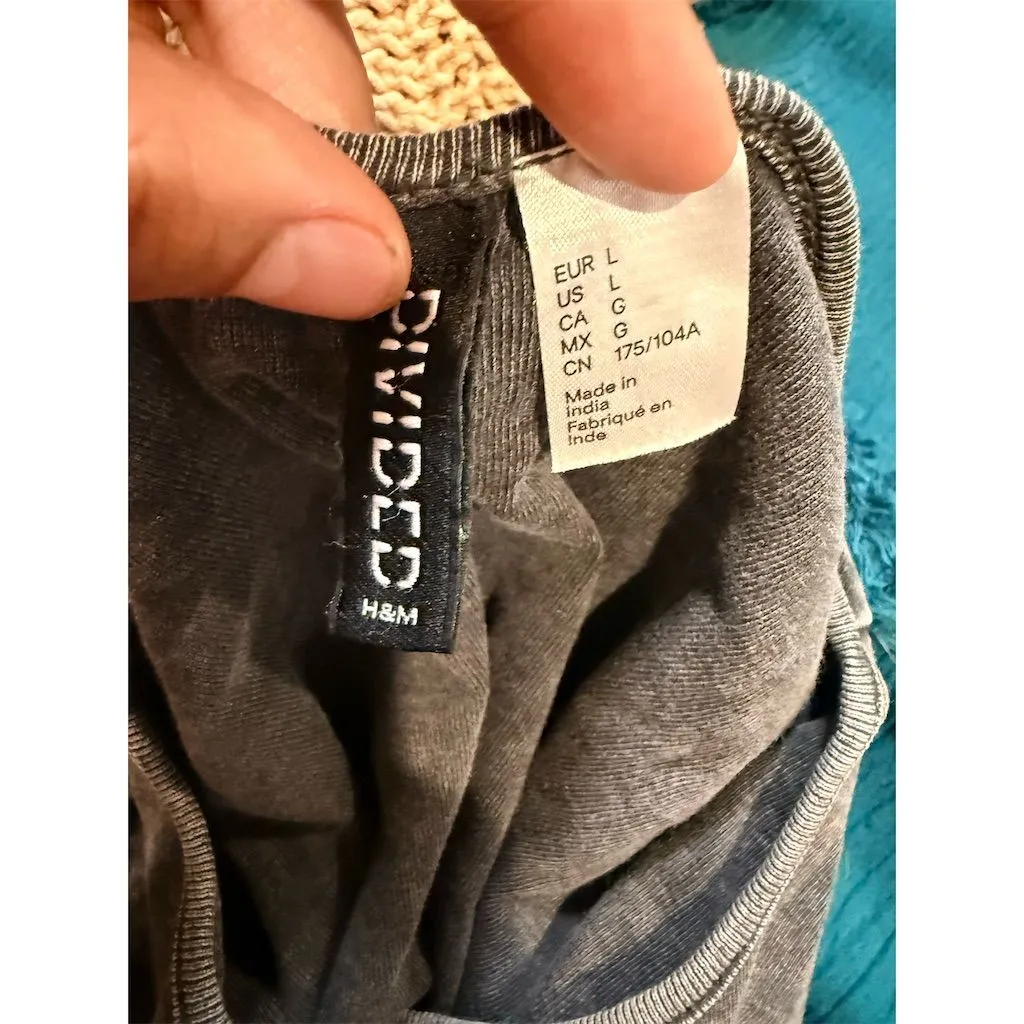 DIVIDED
H&M
EUR L
US L
CA G
MX G
CN 175/104A
Made in
India
Fabriqué en
Inde